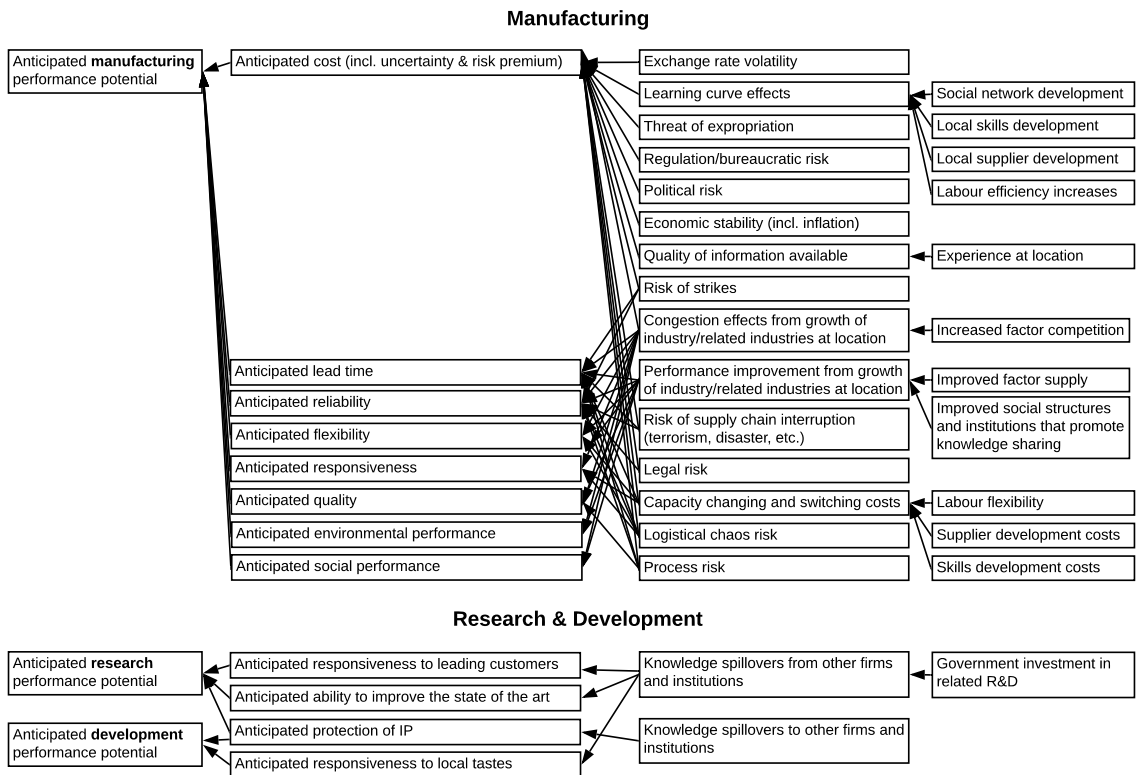 Manufacturing
Anticipated manufacturing
performance potential
Anticipated cost (incl. uncertainty & risk premium)
Anticipated lead time
Anticipated reliability
Anticipated flexibility
Anticipated responsiveness
Anticipated quality
Anticipated environmental performance
Anticipated social performance
Exchange rate volatility
Learning curve effects
Threat of expropriation
Regulation/bureaucratic risk
Political risk
Economic stability (incl. inflation)
Quality of information available
Risk of strikes
Congestion effects from growth of
industry/related industries at location
Performance improvement from growth
of industry/related industries at location
Risk of supply chain interruption
(terrorism, disaster, etc.)
Legal risk
Capacity changing and switching costs
Logistical chaos risk
Process risk
Social network development
Local skills development
Local supplier development
Labour efficiency increases
Experience at location
Increased factor competition
Improved factor supply
Improved social structures
and institutions that promote
knowledge sharing
Labour flexibility
Supplier development costs
Skills development costs
Research & Development
Anticipated research
performance potential
Anticipated development
performance potential
Anticipated responsiveness to leading customers
Anticipated ability to improve the state of the art
Anticipated protection of IP
Anticipated responsiveness to local tastes
Knowledge spillovers from other firms
and institutions
Knowledge spillovers to other firms and
institutions
Government investment in
related R&D